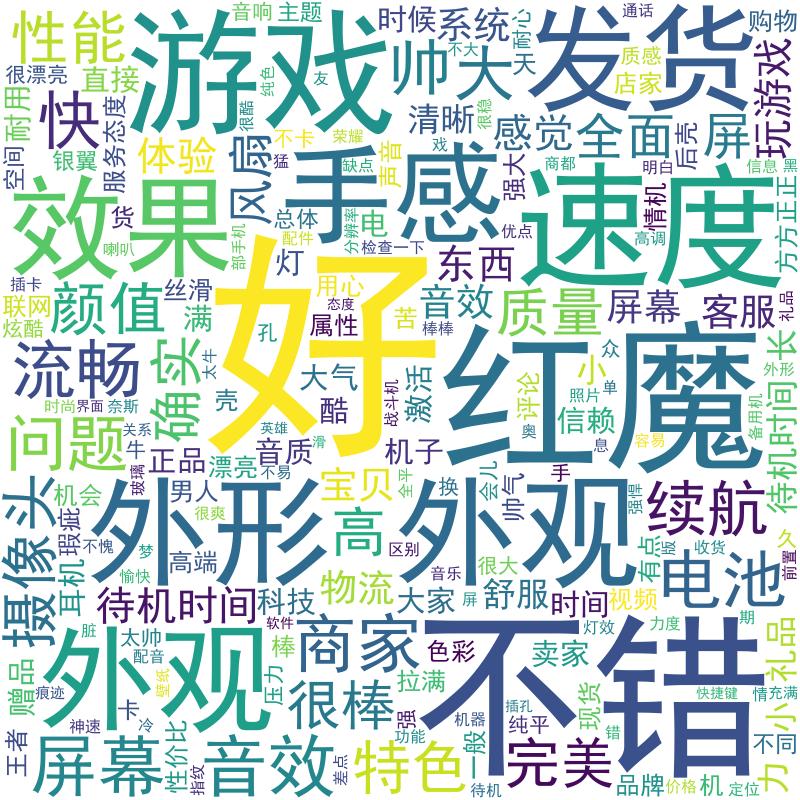 性能
游戏
音响
主题
时候
系统
耐心
发货
通话
购物
很漂亮
直接
纯色
友
帅
大
天
不大
质感
店家
玩游戏
快
耐用
空间
服务态度
银翼
体验
很酷
不卡
荣耀
猛
缺点
声音
清晰
很稳
感觉
全面
屏
后壳
戏
强大
商都
明白
信息
黑
风扇
手感
效果
贷
总体
电
分辨率
优点
情机
高调
方方正正
速度
喇叭
部手机
配件
检查一下
好
灯
用心
东西
插卡
联网
炫酷
颜值
丝滑
满
态度
属性
苦
音效
棒棒
质量
屏幕
客服
礼品
流畅
确实
孔
太牛
大气
壳
酷
激活
战斗机
红魔
小
众
评论
照片
单
信赖
奥
息
容易
外形
长
待机时间
备用机
时尚
界面
奈斯
问题
关系
牛
正品
英雄
滑
音质
机子
漂亮
不易
玻璃
摄像头
机会
男人
宝贝
全平
换
会儿
手
帅气
强悍
续航
久
前置
瑕疵
很爽
外形
高
外观
区别
不愧
梦
高端
耳机
愉快
物流
音乐
很大
有点
版
收货
电池
待机时间
科技
大家
屏
舒服
时间
视频
灯效
力度
期
礼品
赠品
脏
太帅
配音
外观
软件
棒
商家
色彩
不错
卖家
壁纸
压力
很棒
拉满
痕迹
卡
神速
冷
强
功能
机器
插孔
纯平
现货
错
快捷键
情充满
小
不同
王者
屏幕
性价比
指纹
音效
差点
特色
一般
待机
完美
品牌
价格
机
定位
力